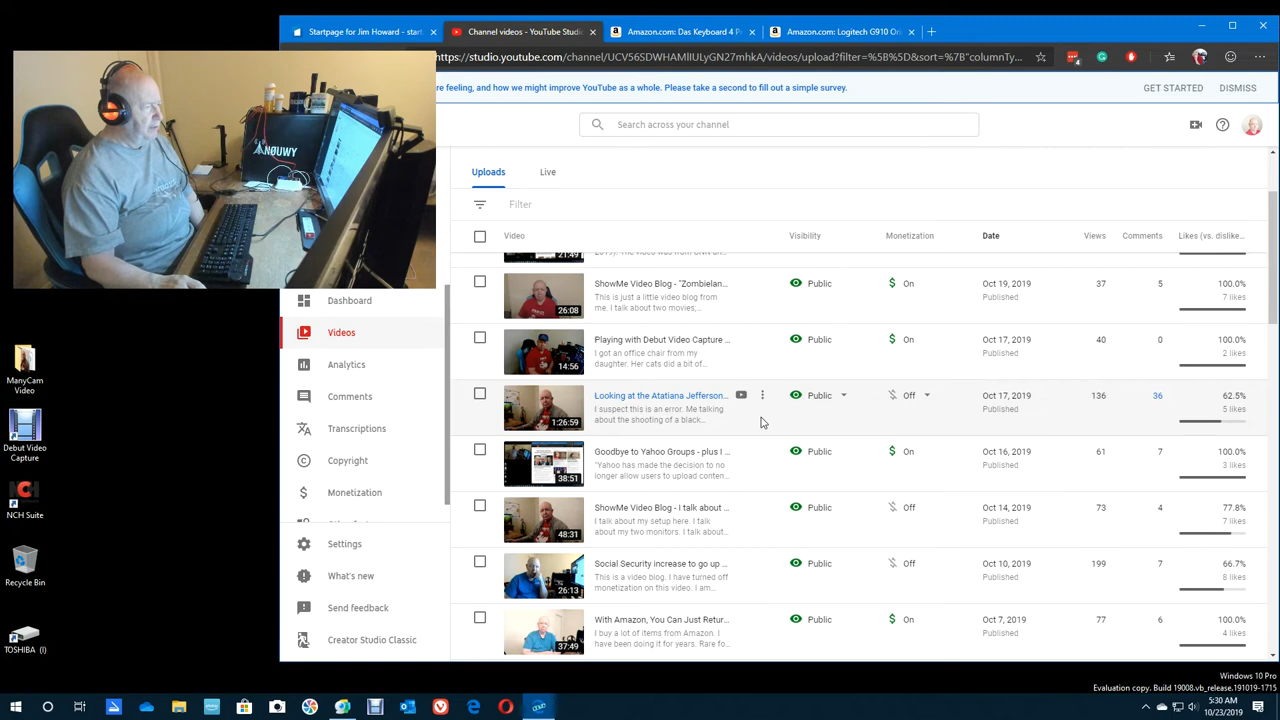 Startpage for Jim Howard - start
Channel videos - YouTube Studio
Amazon.com: Das Keyboard 4 P
Amazon.com: Logitech G910 Or
https://studio.youtube.com/channel/UCV56SDWHAMlIULyGN27mhkA/videos/upload?filter=%5B%5D&sort=%7B"columnTy...
re feeling, and how we might improve YouTube as a whole. Please take a second to fill out a simple survey.
GET STARTED
DISMISS
Search across your channel
NØUWY
Uploads
Live
Filter
Video Visibility Monetization Date Views Comments Likes (vs. dislike...
21:49
ShowMe Video Blog - "Zombielan... Public On Oct 19, 2019 37 5 100.0%
This is just a little video blog from Published 7 likes
me. I talk about two movies;...
26:08
Playing with Debut Video Capture ... Public On Oct 17, 2019 40 0 100.0%
I got an office chair from my Published 2 likes
daughter. Her cats did a bit of...
14:56
Looking at the Atatiana Jefferson... Public Off Oct 17, 2019 136 36 62.5%
I suspect this is an error. Me talking Published 5 likes
about the shooting of a black...
1:26:59
Goodbye to Yahoo Groups - plus I ... Public On Oct 16, 2019 61 7 100.0%
"Yahoo has made the decision to no Published 3 likes
longer allow users to upload conten...
38:51
ShowMe Video Blog - I talk about ... Public Off Oct 14, 2019 73 4 77.8%
I talk about my setup here. I talk Published 7 likes
about my two monitors. I talk about...
48:31
Social Security increase to go up ... Public Off Oct 10, 2019 199 7 66.7%
This is a video blog. I have turned off Published 8 likes
monetization on this video. I am...
26:13
With Amazon, You Can Just Retur... Public On Oct 7, 2019 77 6 100.0%
I buy a lot of items from Amazon. I Published 4 likes
have been doing it for years. Rare fo...
37:49
Dashboard
Videos
Analytics
Comments
Transcriptions
Copyright
Monetization
Settings
What's new
Send feedback
Creator Studio Classic
ManyCam
Video
Debut Video
Capture
NCH Suite
Recycle Bin
TOSHIBA (I)
Windows 10 Pro
Evaluation copy. Build 19008.vb_release.191019-1715
5:30 AM
10/23/2019